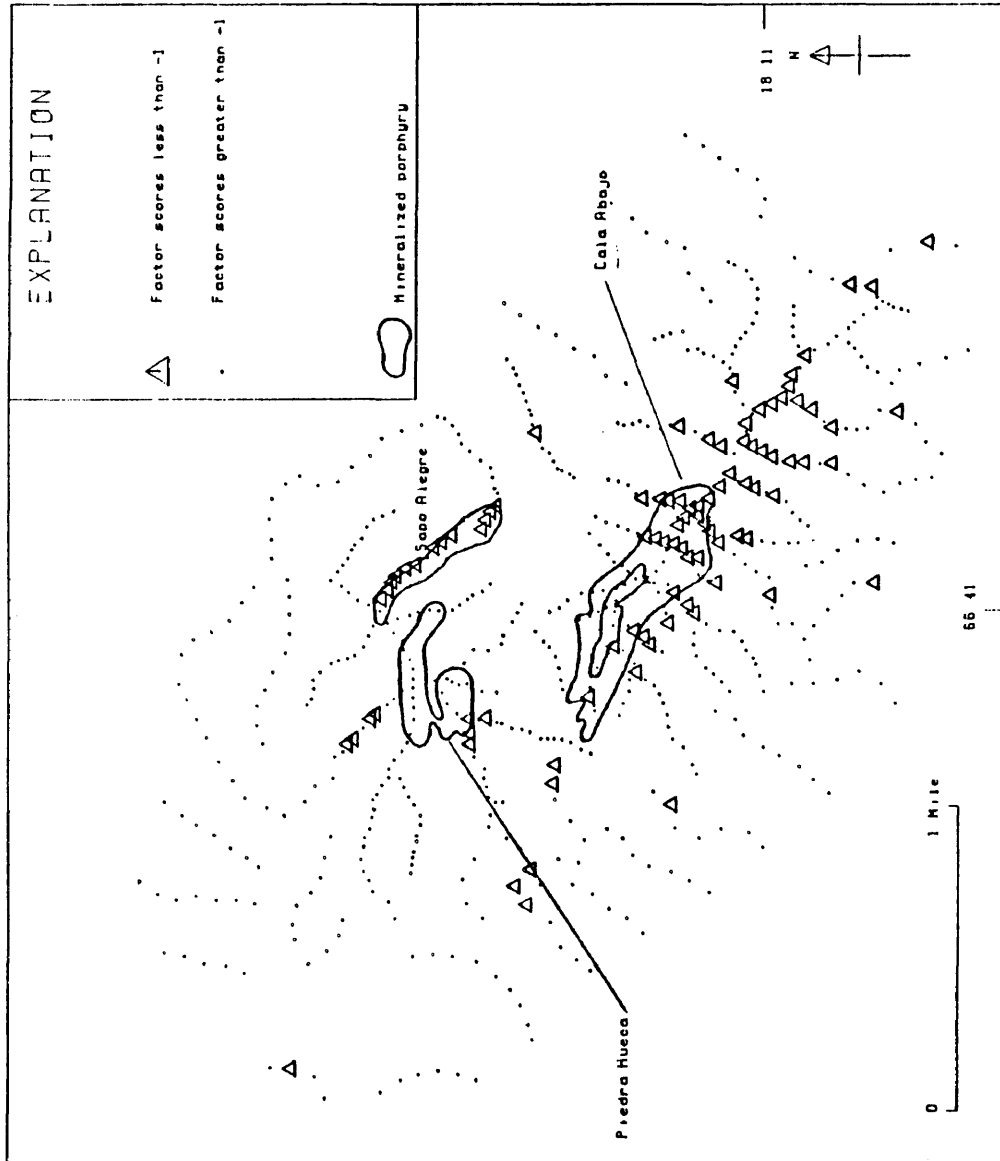 EXPLANATION
Factor scores less than -1
Factor scores greater than -1
Mineralized porphyry
Sapo Alegre
Piedra Hueca
Cala Abajo
18 11
N
66 41
0 1 Mile